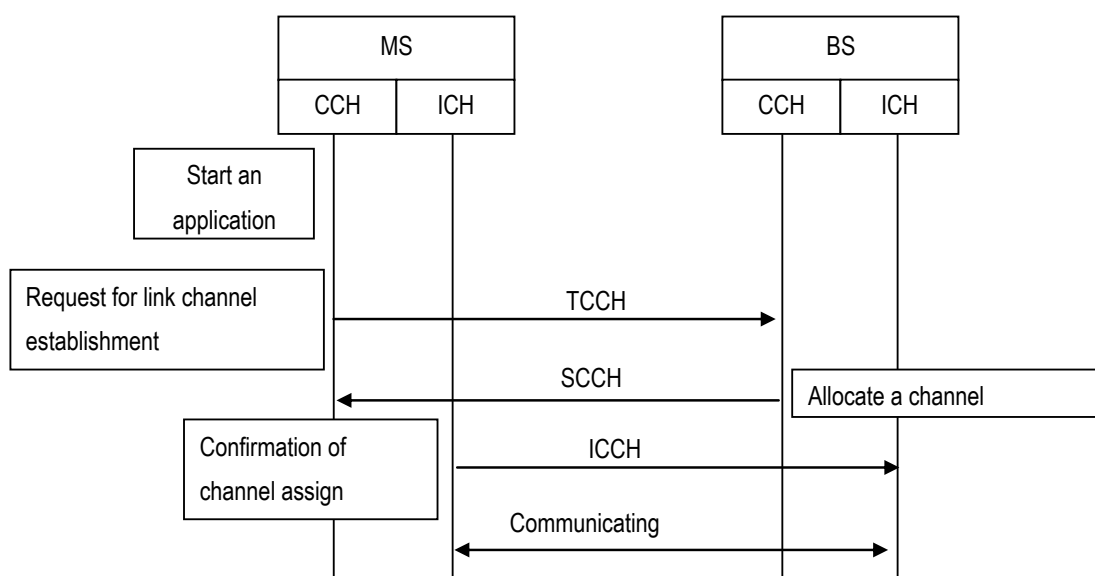 MS
BS
CCH
ICH
CCH
ICH
Start an
application
Request for link channel
establishment
TCCH
SCCH
Allocate a channel
Confirmation of
channel assign
ICCH
Communicating